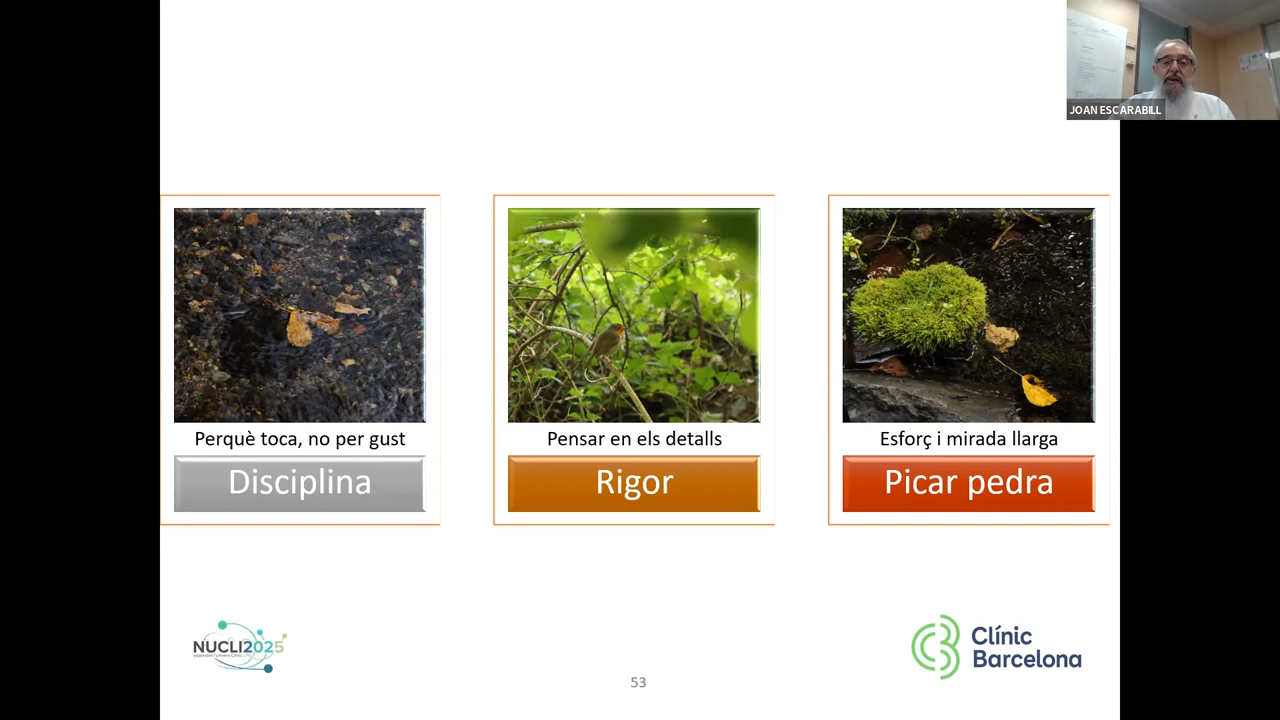 JOAN ESCARABILL
Perquè toca, no per gust
Disciplina
Pensar en els detalls
Rigor
Esforç i mirada llarga
Picar pedra
NUCLI2025
Clínic
Barcelona
53